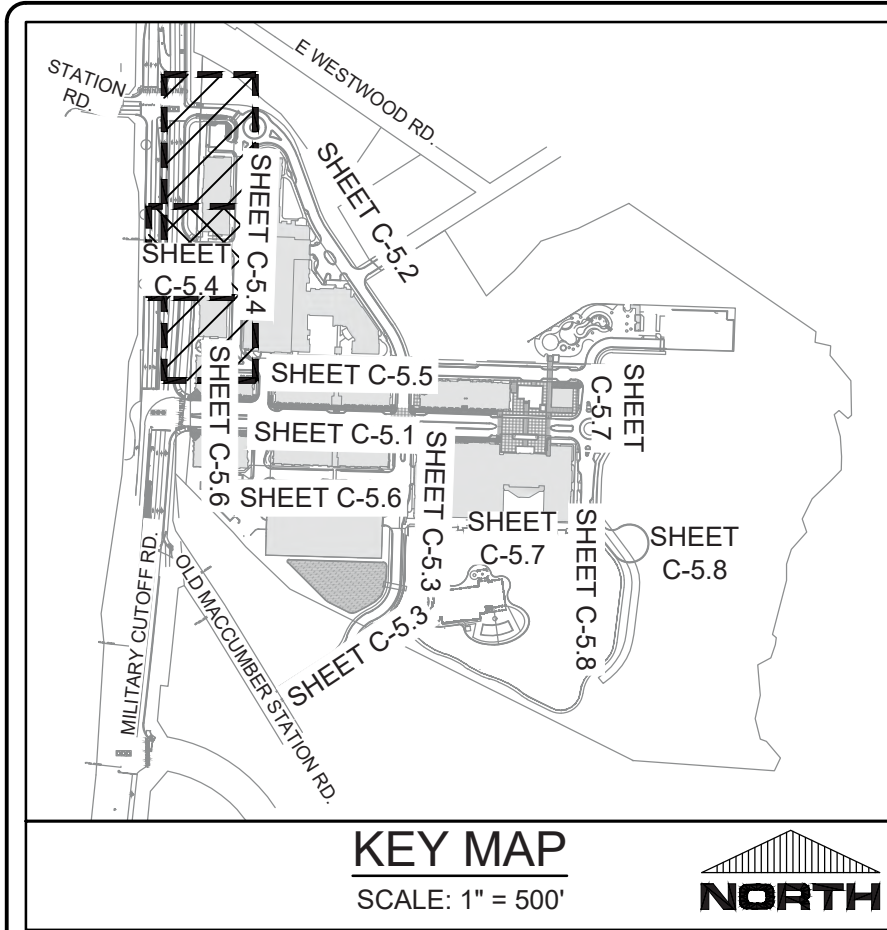 STATION
RD.
E WESTWOOD RD.
SHEET C-5.2
SHEET C-5.4
SHEET
C-5.4
SHEET C-5.5
SHEET
C-5.7
SHEET C-5.6
SHEET C-5.1
SHEET C-5.3
SHEET C-5.6
SHEET
C-5.7
SHEET C-5.8
SHEET
C-5.8
MILITARY CUTOFF RD.
OLD MACCUMBER STATION RD.
SHEET C-5.3
KEY MAP
SCALE: 1" = 500'
NORTH